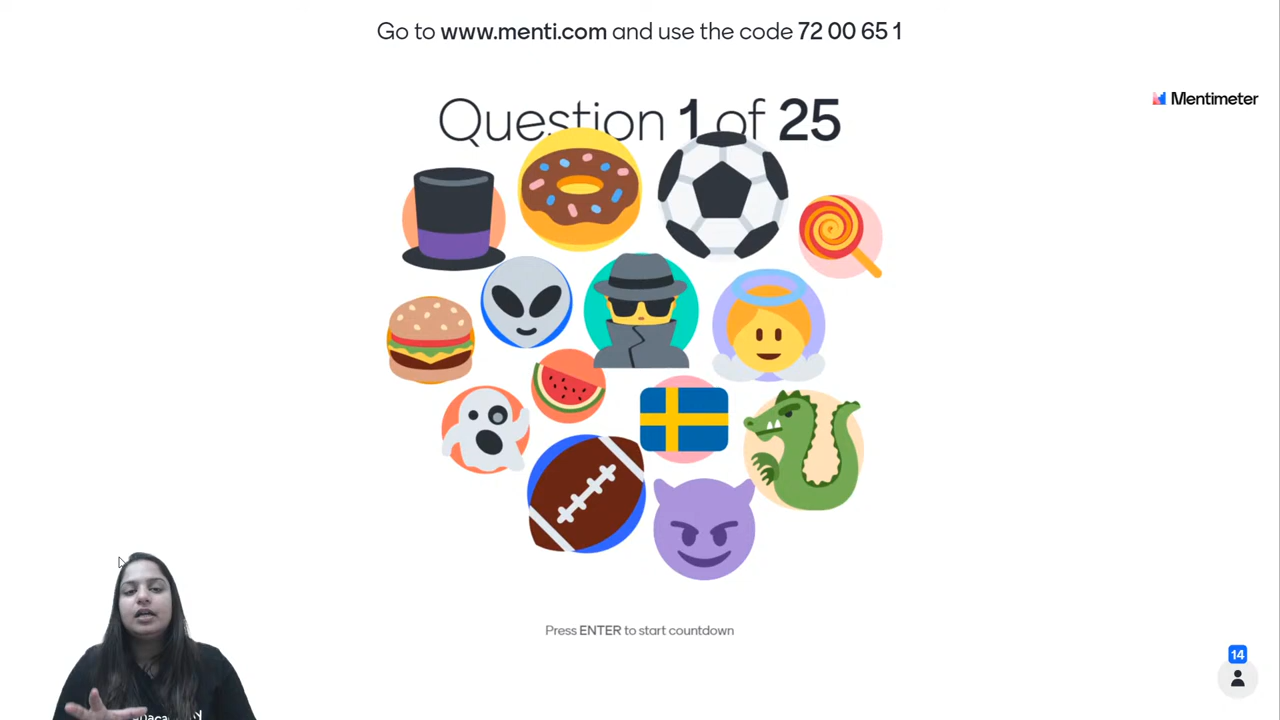 Go to www.menti.com and use the code 72 00 65 1
Mentimeter
Question 1 of 25
Press ENTER to start countdown
14